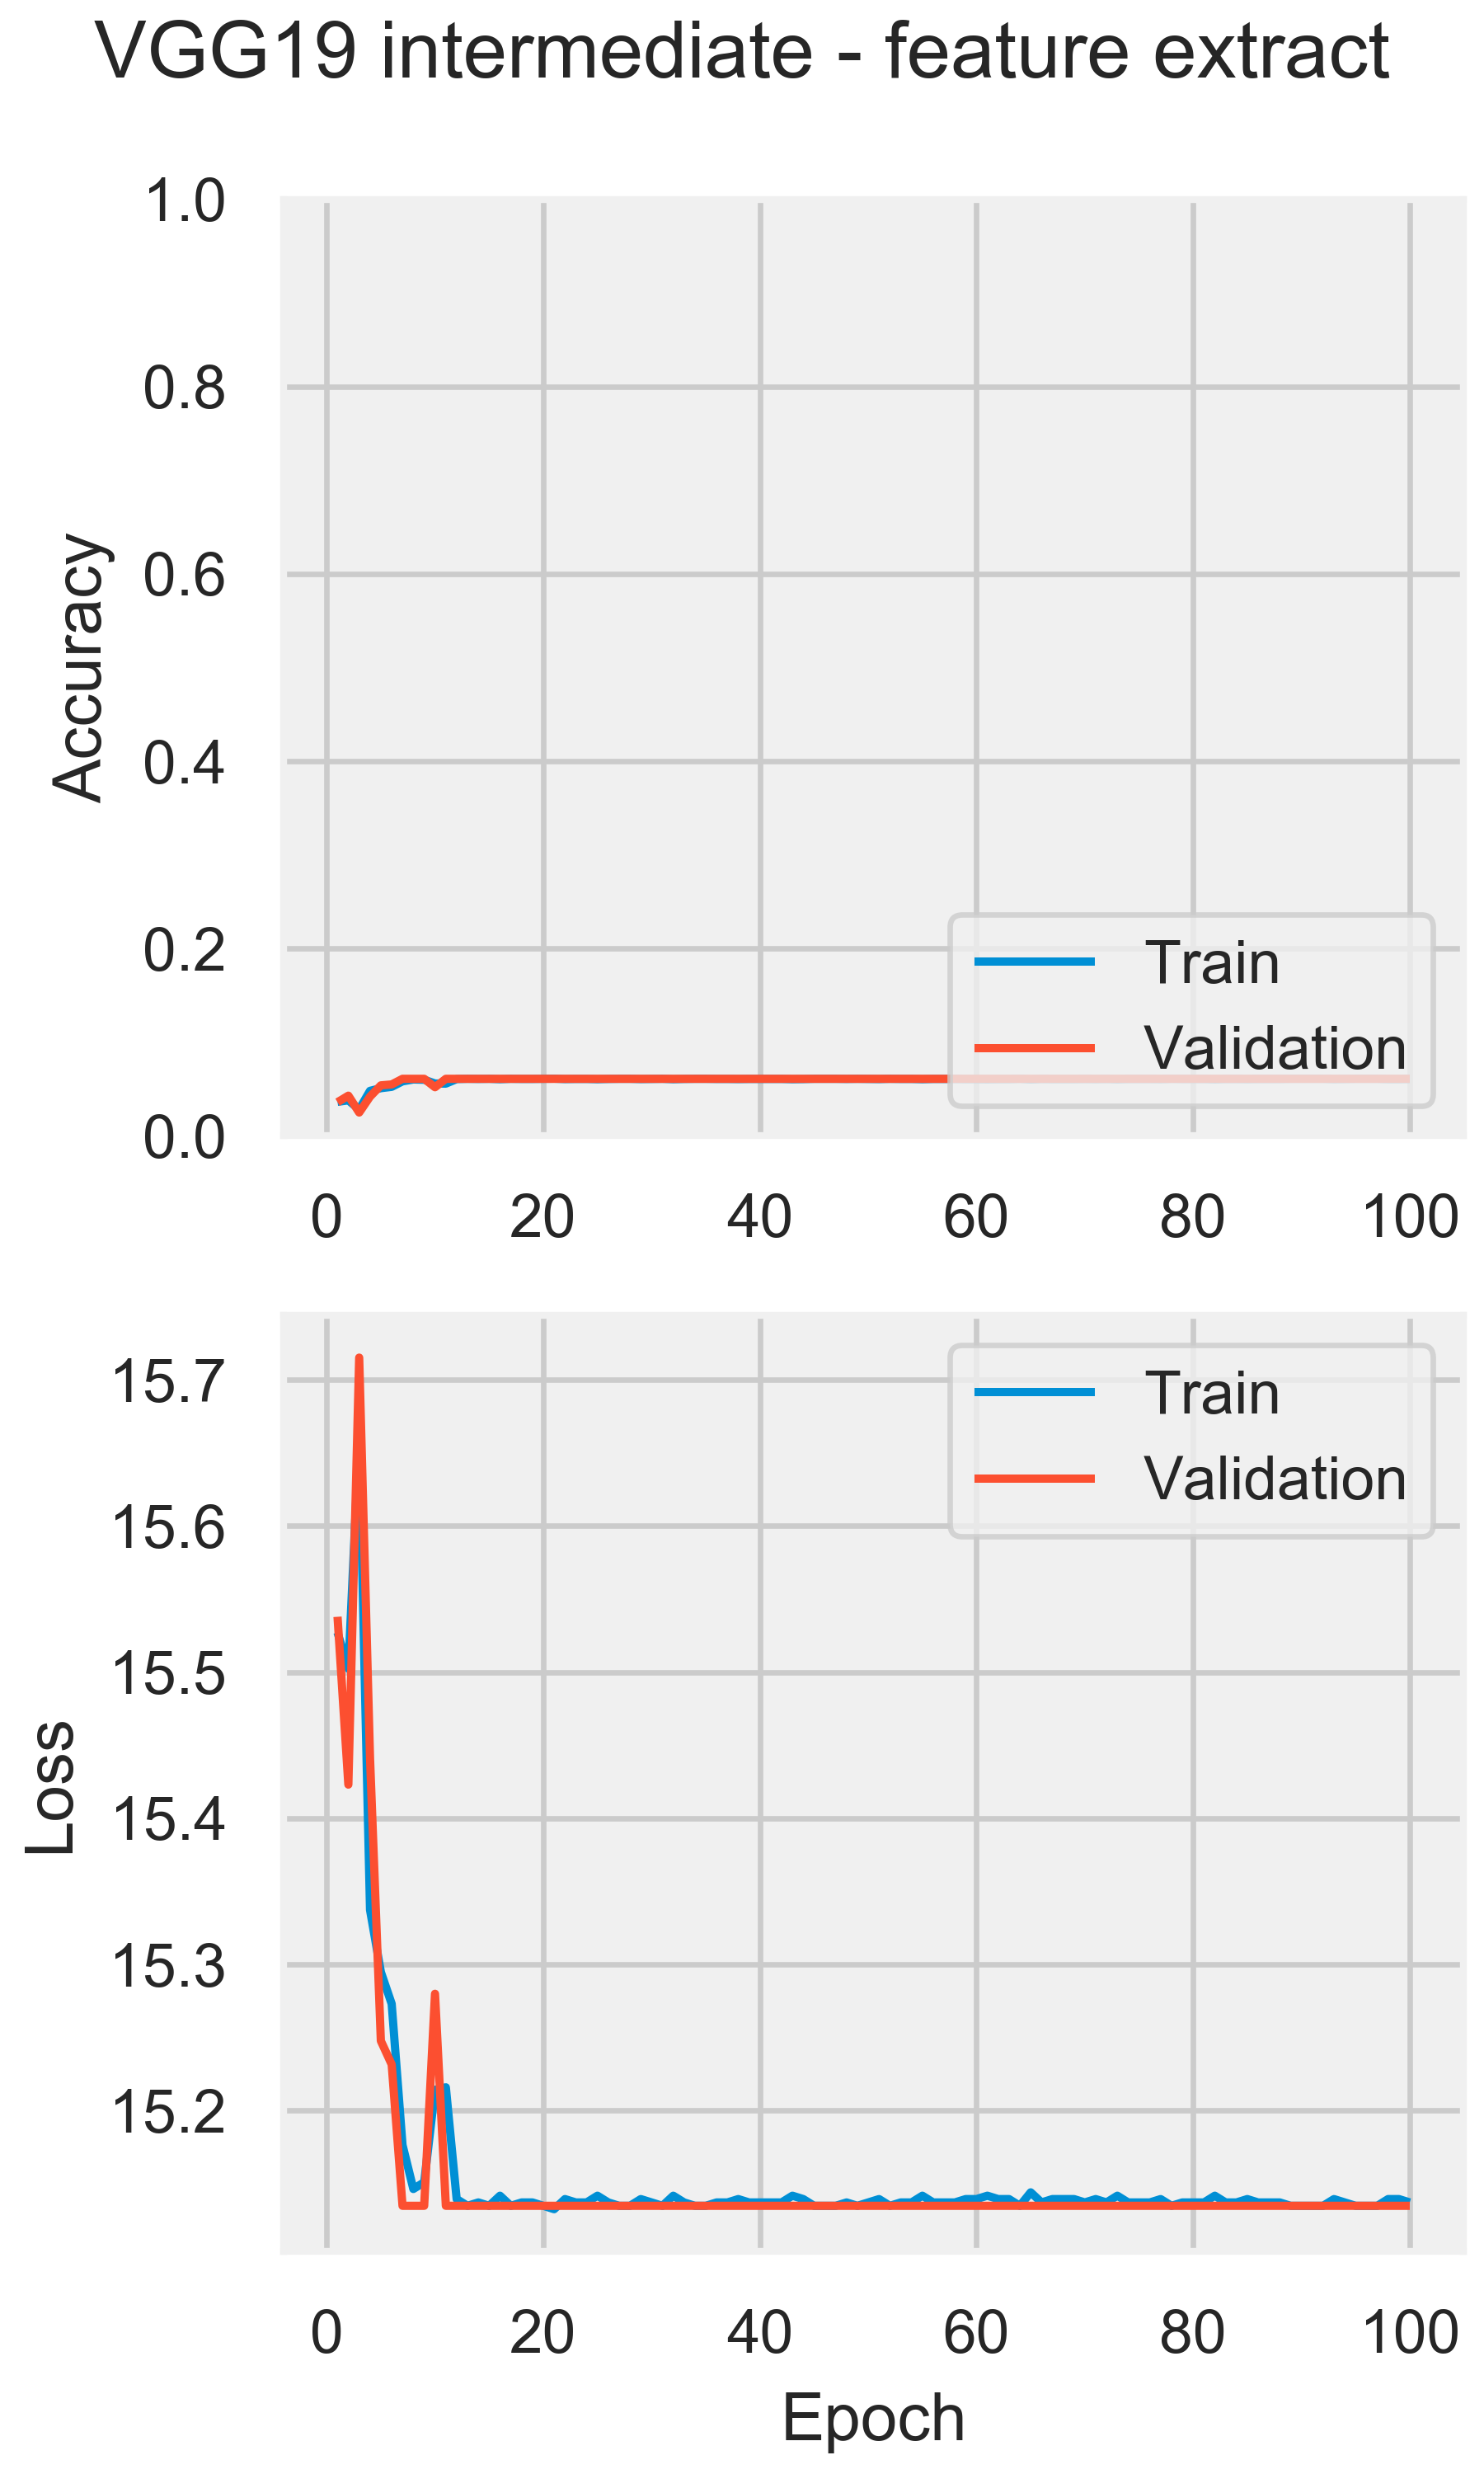 VGG19 intermediate - feature extract
1.0
0.8
0.6
0.4
0.2
0.0
Accuracy
Train
Validation
0 20 40 60 80 100
15.7
15.6
15.5
15.4
15.3
15.2
Loss
Train
Validation
0 20 40 60 80 100
Epoch